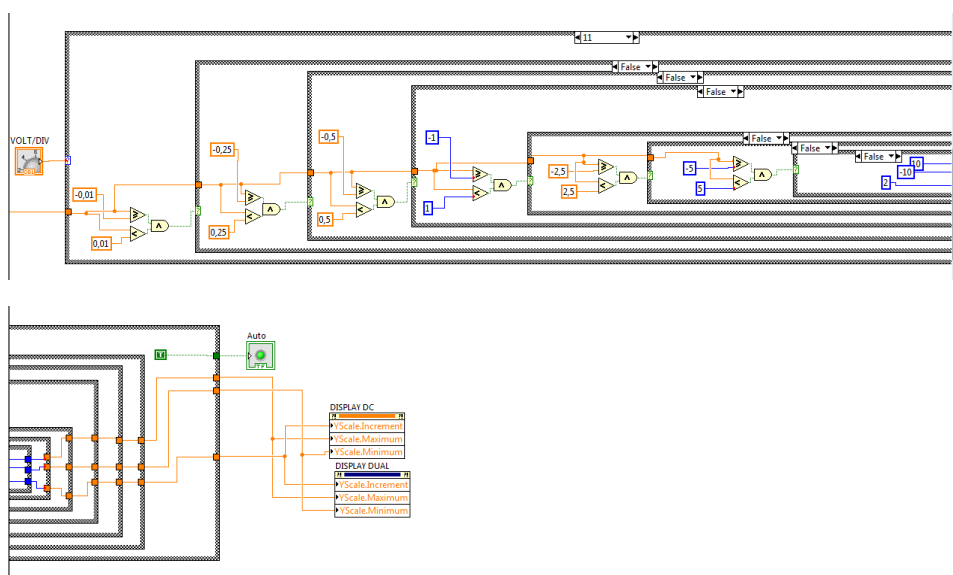 11
False
False
False
VOLT/DIV
DBL
-0,01
0,01
-0,25
0,25
-0,5
0,5
-1
1
-2,5
2,5
False
-5
5
False
False
10
-10
2
T
Auto
TF
DISPLAY DC
YScale.Increment
YScale.Maximum
YScale.Minimum
DISPLAY DUAL
YScale.Increment
YScale.Maximum
YScale.Minimum